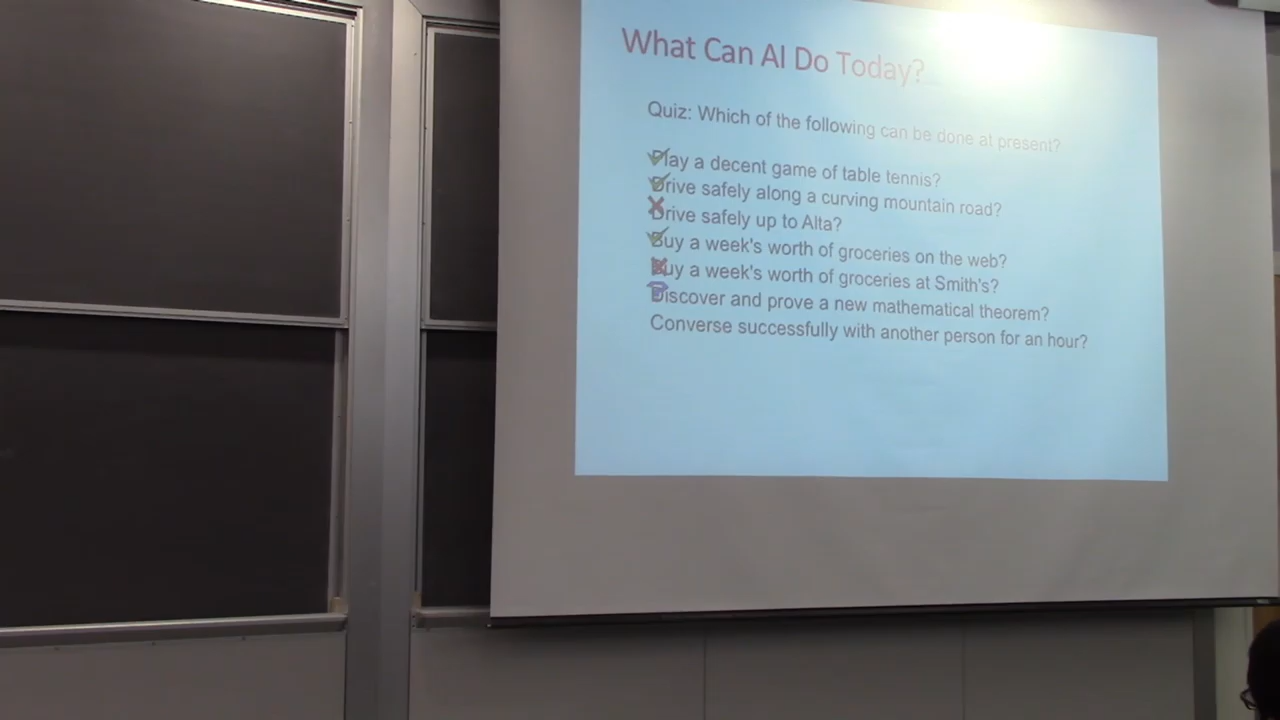 What Can AI Do Today?
Quiz: Which of the following can be done at present?
Play a decent game of table tennis?
Drive safely along a curving mountain road?
Drive safely up to Alta?
Buy a week's worth of groceries on the web?
Buy a week's worth of groceries at Smith's?
Discover and prove a new mathematical theorem?
Converse successfully with another person for an hour?